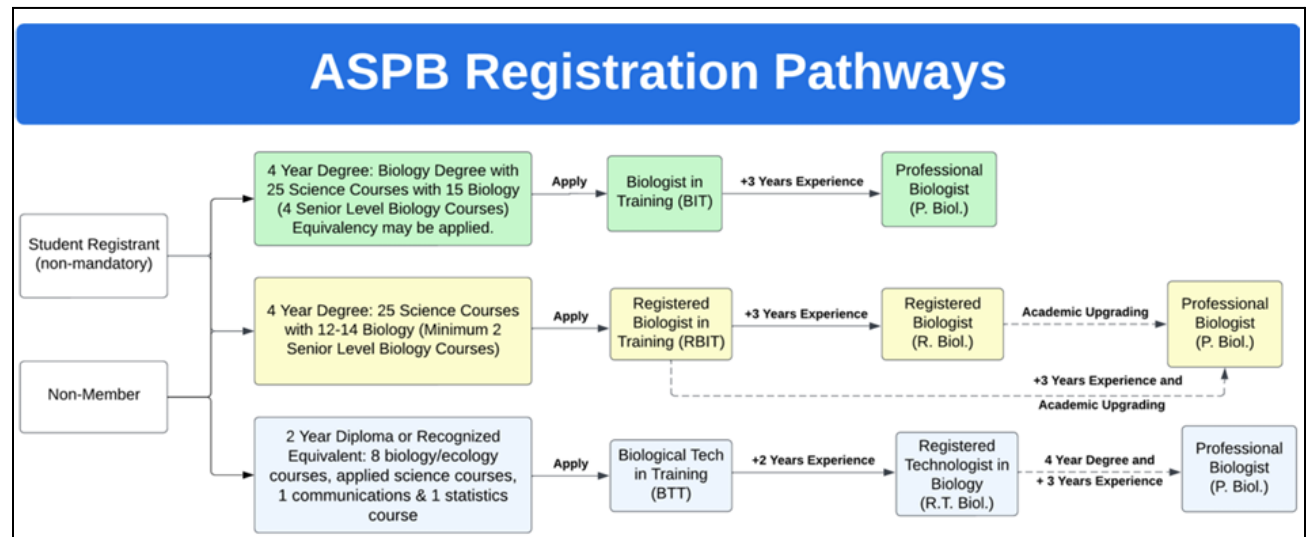 ASPB Registration Pathways
Student Registrant
(non-mandatory)
Non-Member
4 Year Degree: Biology Degree with
25 Science Courses with 15 Biology
(4 Senior Level Biology Courses)
Equivalency may be applied.
Apply
Biologist in
Training (BIT)
+3 Years Experience
Professional
Biologist
(P. Biol.)
4 Year Degree: 25 Science Courses
with 12-14 Biology (Minimum 2
Senior Level Biology Courses)
Apply
Registered
Biologist in
Training (RBIT)
+3 Years Experience
Registered
Biologist
(R. Biol.)
Academic Upgrading
Professional
Biologist
(P. Biol.)
+3 Years Experience and
Academic Upgrading
2 Year Diploma or Recognized
Equivalent: 8 biology/ecology
courses, applied science courses,
1 communications & 1 statistics
course
Apply
Biological Tech
in Training
(BTT)
+2 Years Experience
Registered
Technologist in
Biology
(R.T. Biol.)
4 Year Degree and
+ 3 Years Experience
Professional
Biologist
(P. Biol.)